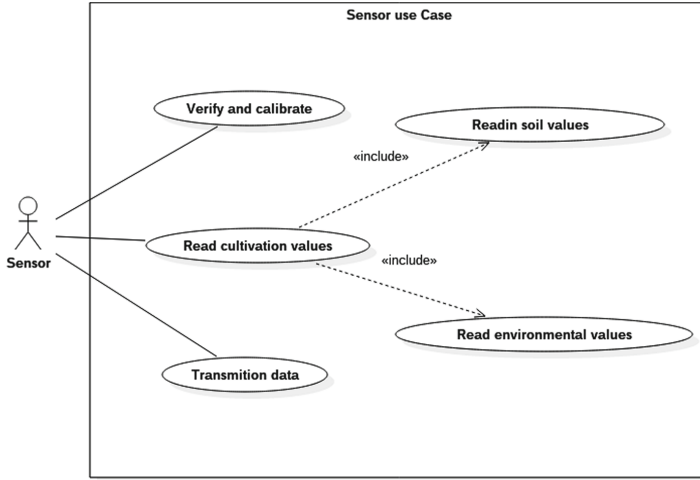 Sensor use Case
Verify and calibrate
Readin soil values
«include»
Read cultivation values
«include»
Sensor
Read environmental values
Transmition data